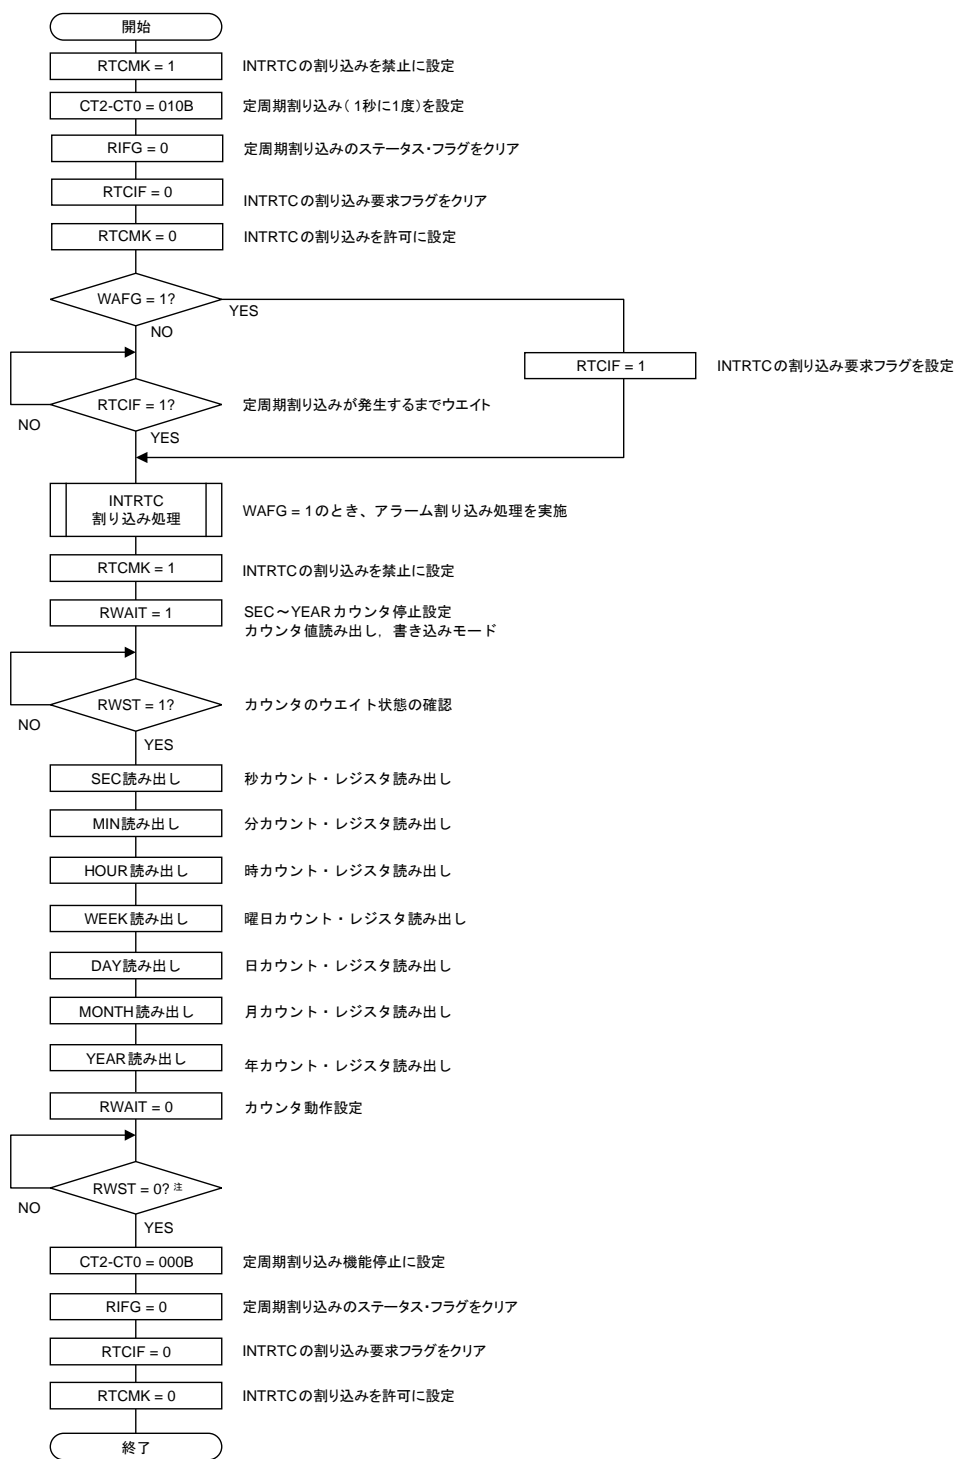 開始
RTCMK = 1
INTRTCの割り込みを禁止に設定
CT2-CT0 = 010B
定周期割り込み(1秒に1度)を設定
RIFG = 0
定周期割り込みのステータス・フラグをクリア
RTCIF = 0
INTRTCの割り込み要求フラグをクリア
RTCMK = 0
INTRTCの割り込みを許可に設定
WAFG = 1?
YES
NO
RTCIF = 1
INTRTCの割り込み要求フラグを設定
RTCIF = 1?
定周期割り込みが発生するまでウエイト
NO
YES
INTRTC
割り込み処理
WAFG = 1のとき、アラーム割り込み処理を実施
RTCMK = 1
INTRTCの割り込みを禁止に設定
RWAIT = 1
SEC～YEARカウンタ停止設定
カウンタ値読み出し，書き込みモード
RWST = 1?
カウンタのウエイト状態の確認
NO
YES
SEC読み出し
秒カウント・レジスタ読み出し
MIN読み出し
分カウント・レジスタ読み出し
HOUR読み出し
時カウント・レジスタ読み出し
WEEK読み出し
曜日カウント・レジスタ読み出し
DAY読み出し
日カウント・レジスタ読み出し
MONTH読み出し
月カウント・レジスタ読み出し
YEAR読み出し
年カウント・レジスタ読み出し
RWAIT = 0
カウンタ動作設定
RWST = 0? 注
NO
YES
CT2-CT0 = 000B
定周期割り込み機能停止に設定
RIFG = 0
定周期割り込みのステータス・フラグをクリア
RTCIF = 0
INTRTCの割り込み要求フラグをクリア
RTCMK = 0
INTRTCの割り込みを許可に設定
終了